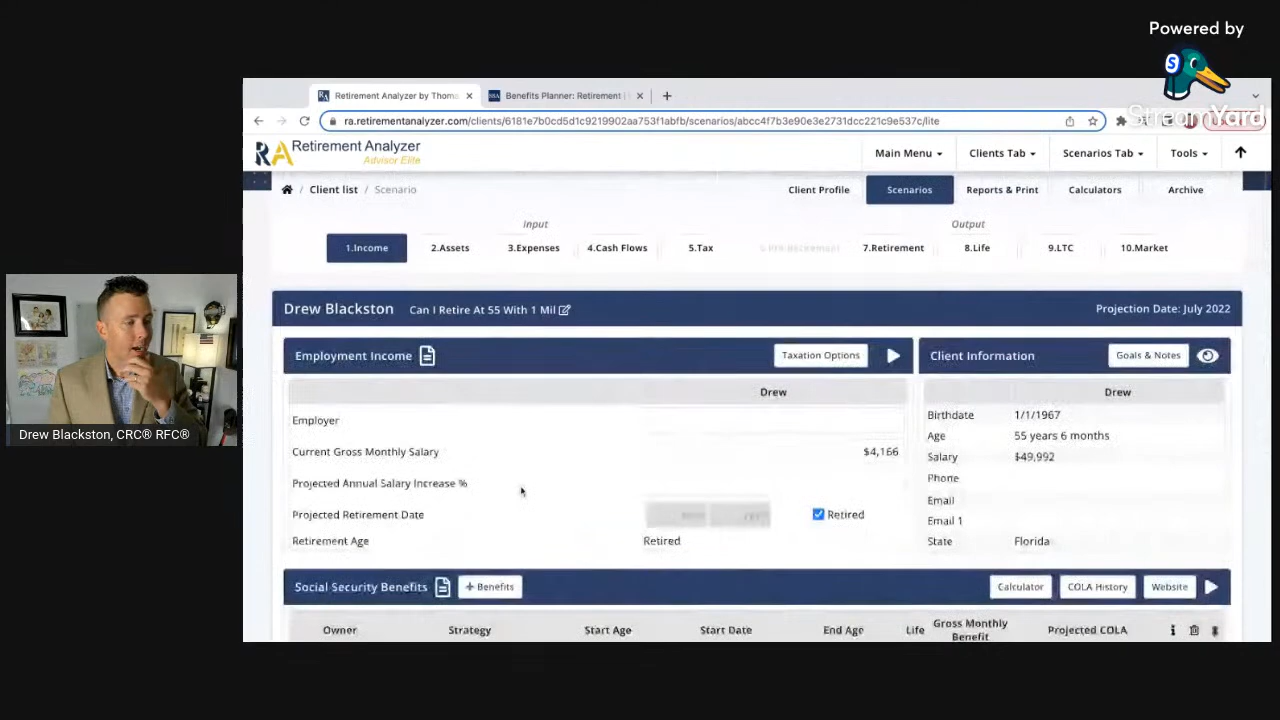 Powered by
StreamYard
Retirement Analyzer by Thom
Benefits Planner: Retirement
ra.retirementanalyzer.com/clients/6181e7b0cd5d1c9219902aa753f1abfb/scenarios/abcc4f7b3e90e3e2731dcc221c9e537c/lite
RA Retirement Analyzer
Advisor Elite
Main Menu
Clients Tab
Scenarios Tab
Tools
/ Client list / Scenario
Client Profile
Scenarios
Reports & Print
Calculators
Archive
Input
Output
1.Income
2.Assets
3.Expenses
4.Cash Flows
5.Tax
7.Retirement
8.Life
9.LTC
10.Market
Drew Blackston
Can I Retire At 55 With 1 Mil
Projection Date: July 2022
Employment Income
Taxation Options
Client Information
Goals & Notes
Drew
Drew
Employer
Birthdate 1/1/1967
Age 55 years 6 months
Current Gross Monthly Salary $4,166
Salary $49,992
Projected Annual Salary Increase %
Phone
Email
Projected Retirement Date
Retired
Email 1
Retirement Age Retired
State Florida
Social Security Benefits
+ Benefits
Calculator
COLA History
Website
Owner
Strategy
Start Age
Start Date
End Age
Life
Gross Monthly
Benefit
Projected COLA
Drew Blackston, CRC® RFC®